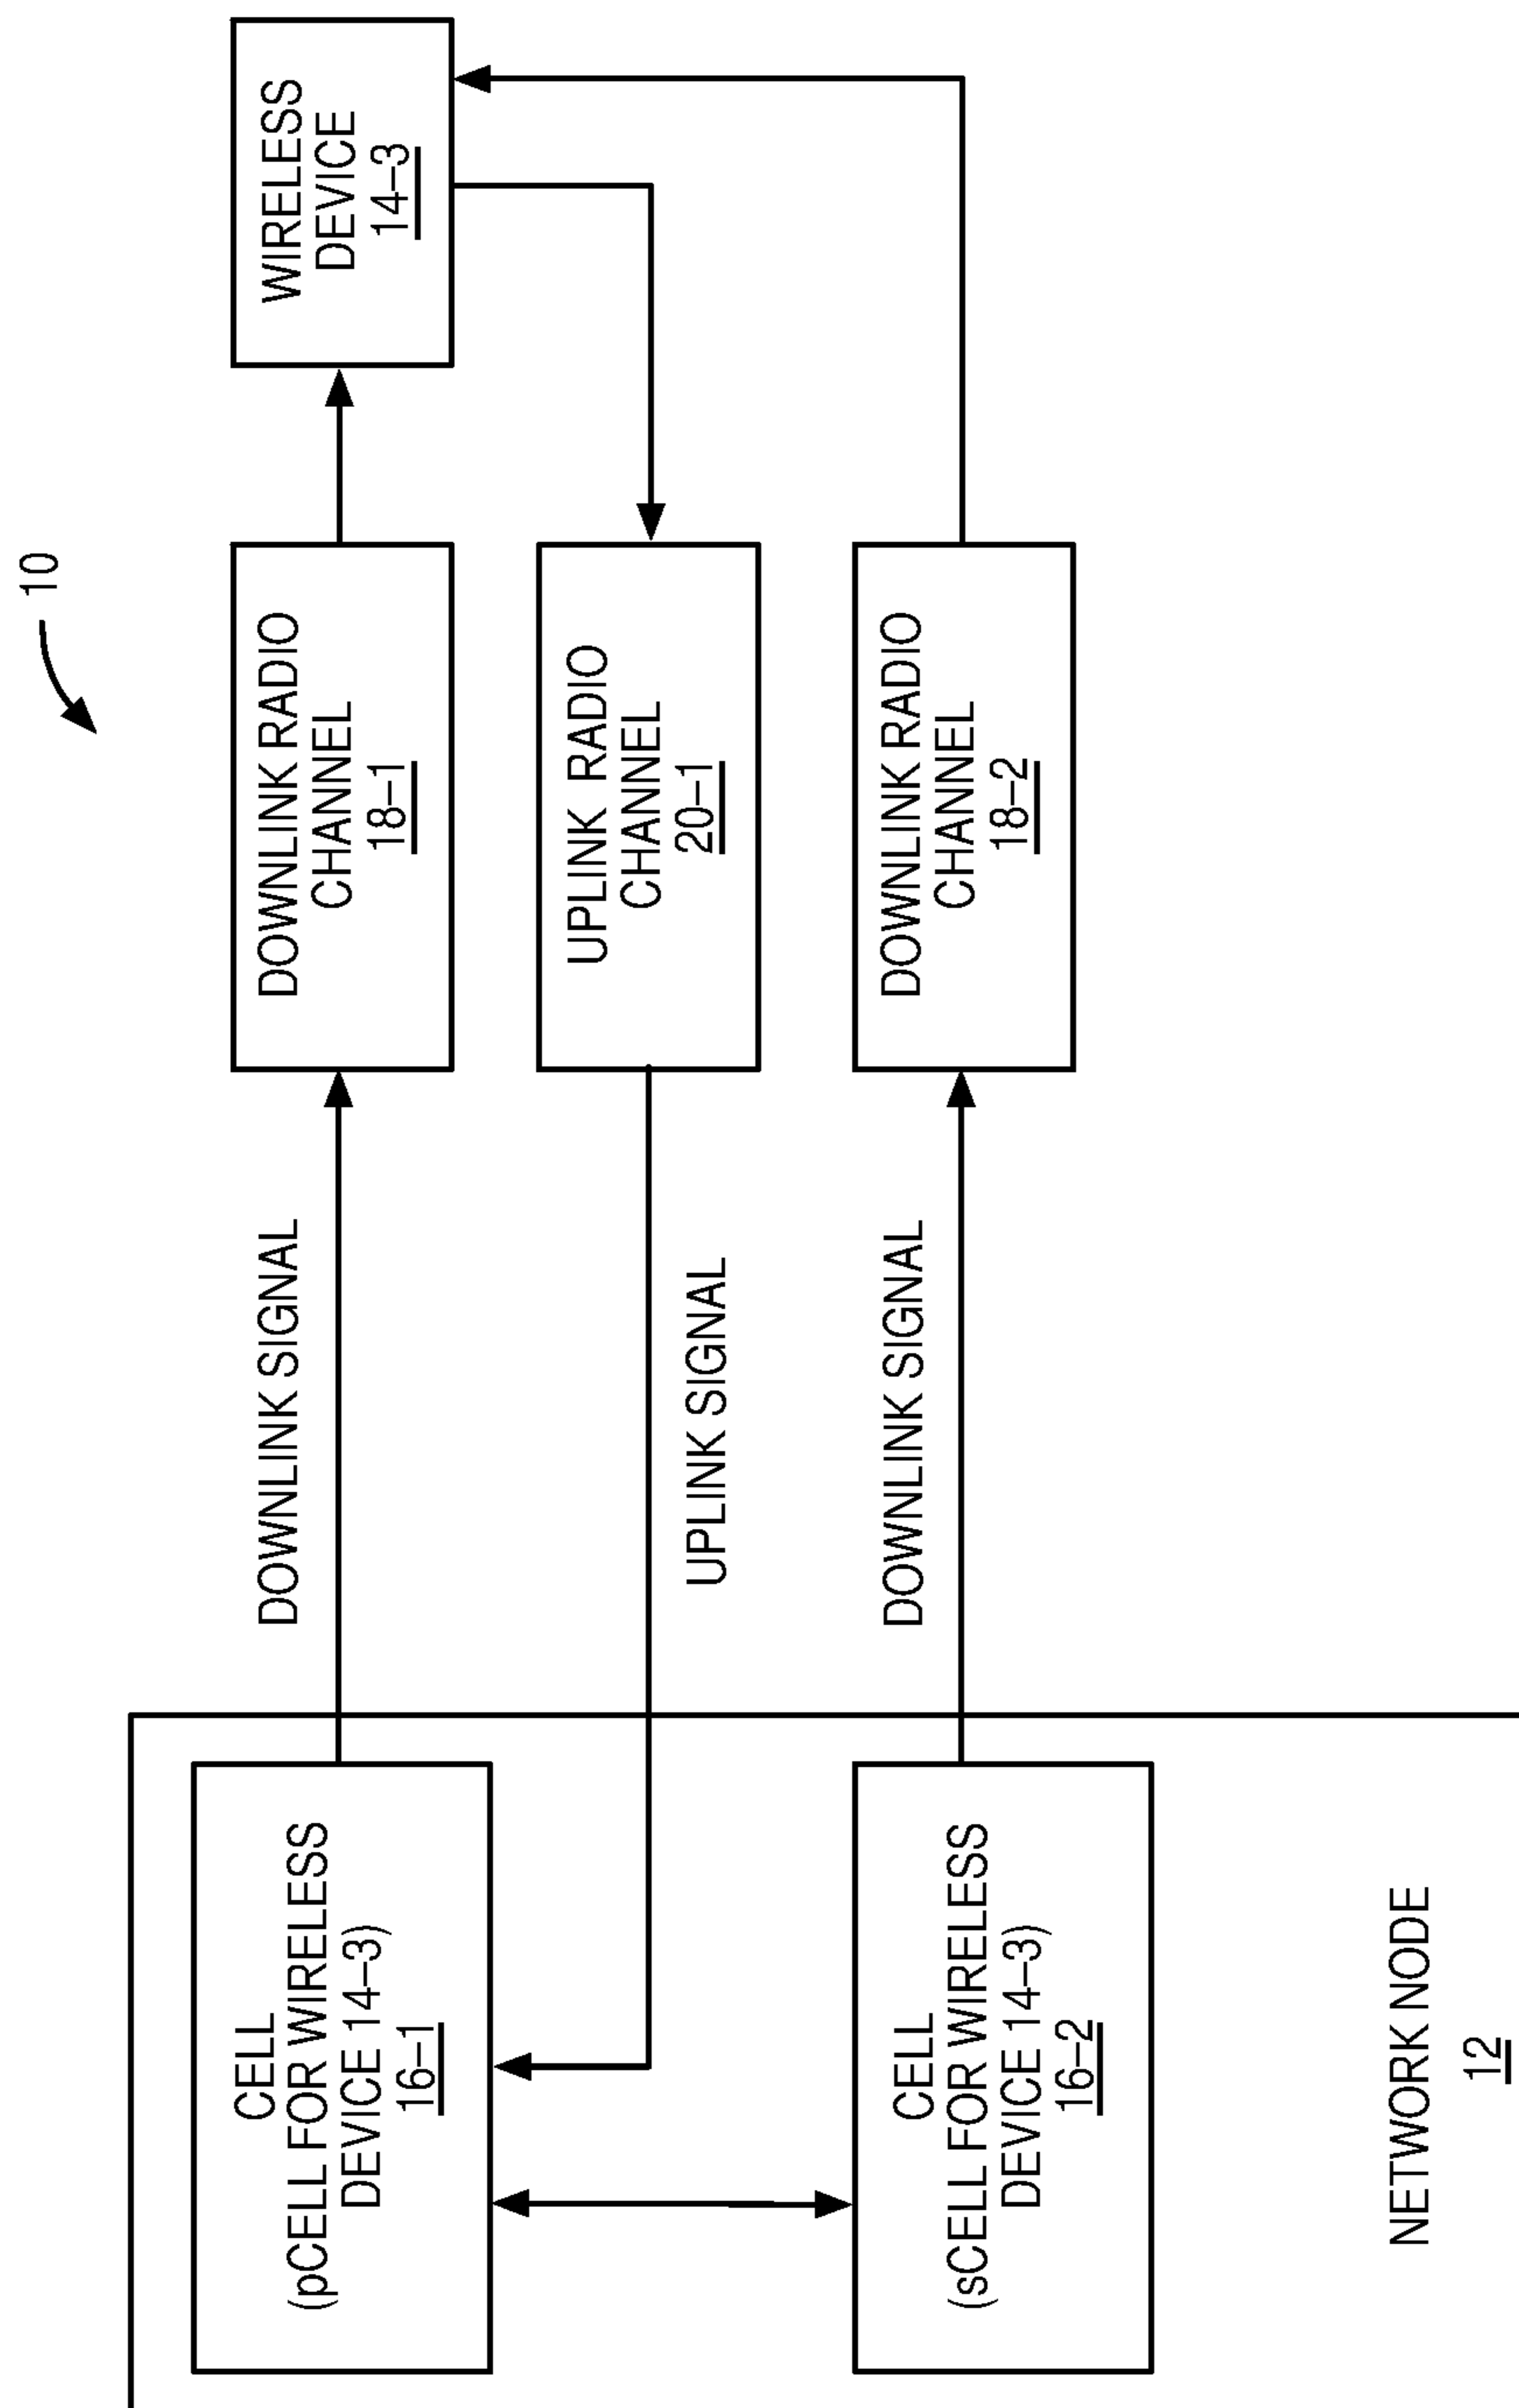 10
CELL
(pCELL FOR WIRELESS
DEVICE 14–3)
16–1
DOWNLINK SIGNAL
DOWNLINK RADIO
CHANNEL
18–1
WIRELESS
DEVICE
14–3
UPLINK SIGNAL
UPLINK RADIO
CHANNEL
20–1
CELL
(sCELL FOR WIRELESS
DEVICE 14–3)
16–2
DOWNLINK SIGNAL
DOWNLINK RADIO
CHANNEL
18–2
NETWORK NODE
12